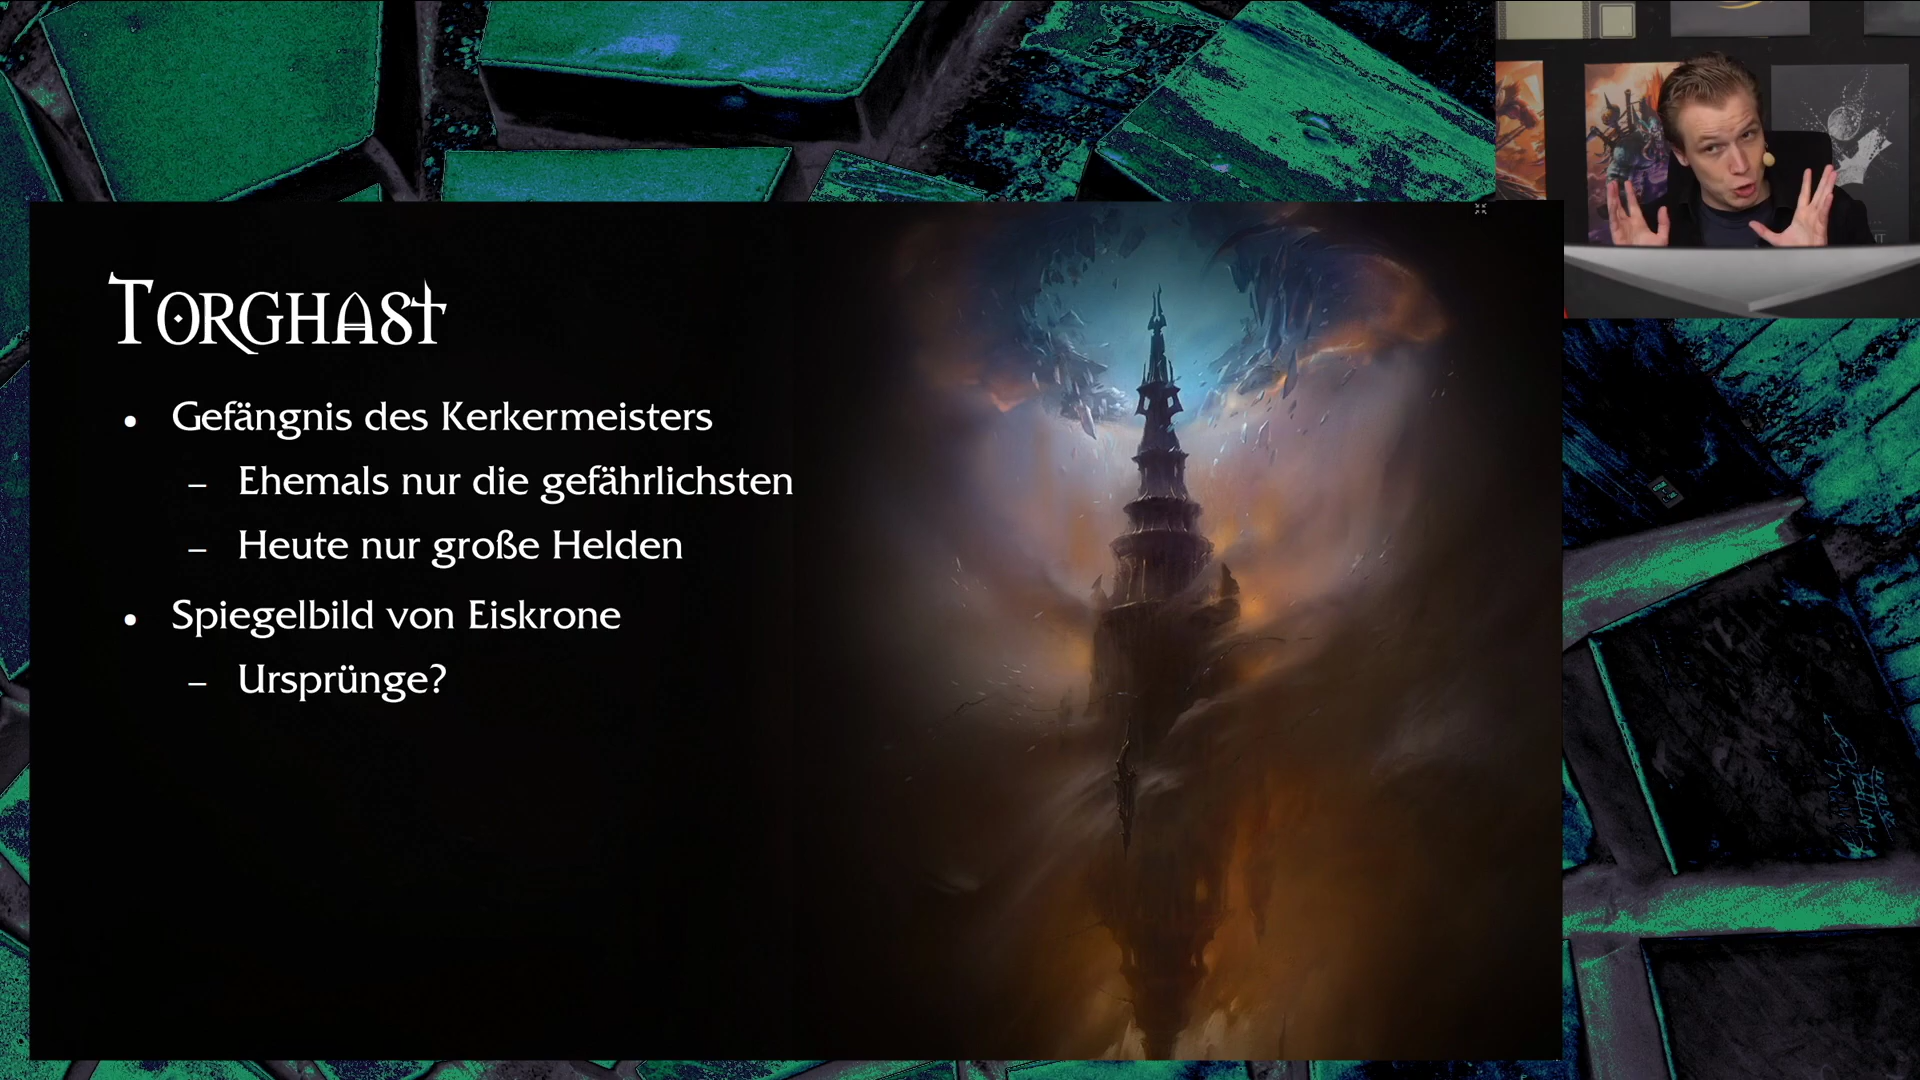 Torghast
• Gefängnis des Kerkermeisters
– Ehemals nur die gefährlichsten
– Heute nur große Helden
• Spiegelbild von Eiskrone
– Ursprünge?